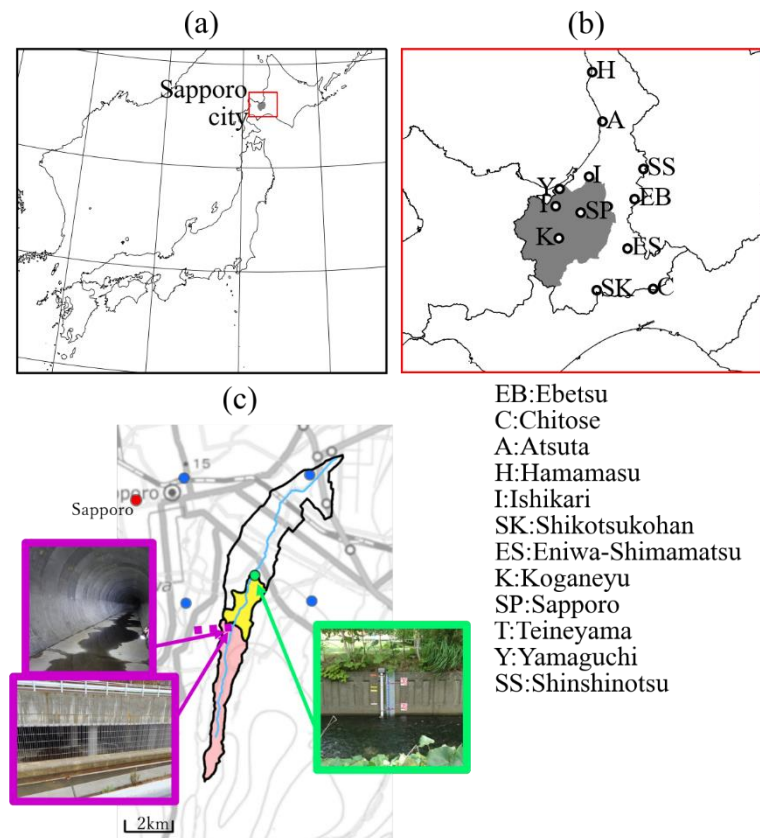 (a)
(b)
Sapporo
city
H
A
SS
I
Y
EB
T
SP
K
ES
SK
C
(c)
EB:Ebetsu
C:Chitose
A:Atsuta
H:Hamamasu
I:Ishikari
SK:Shikotsukohan
ES:Eniwa-Shimamatsu
K:Koganeyu
SP:Sapporo
T:Teineyama
Y:Yamaguchi
SS:Shinshinotsu
15
Sapporo
2km